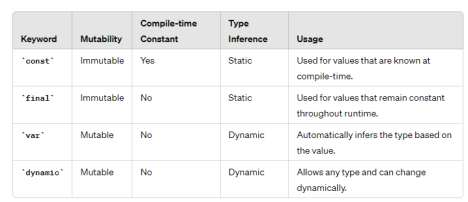 Keyword Mutability Compile-time Constant Type Inference Usage
`const` Immutable Yes Static Used for values that are known at
compile-time.
`final` Immutable No Static Used for values that remain constant
throughout runtime.
`var` Mutable No Dynamic Automatically infers the type based on
the value.
`dynamic` Mutable No Dynamic Allows any type and can change
dynamically.